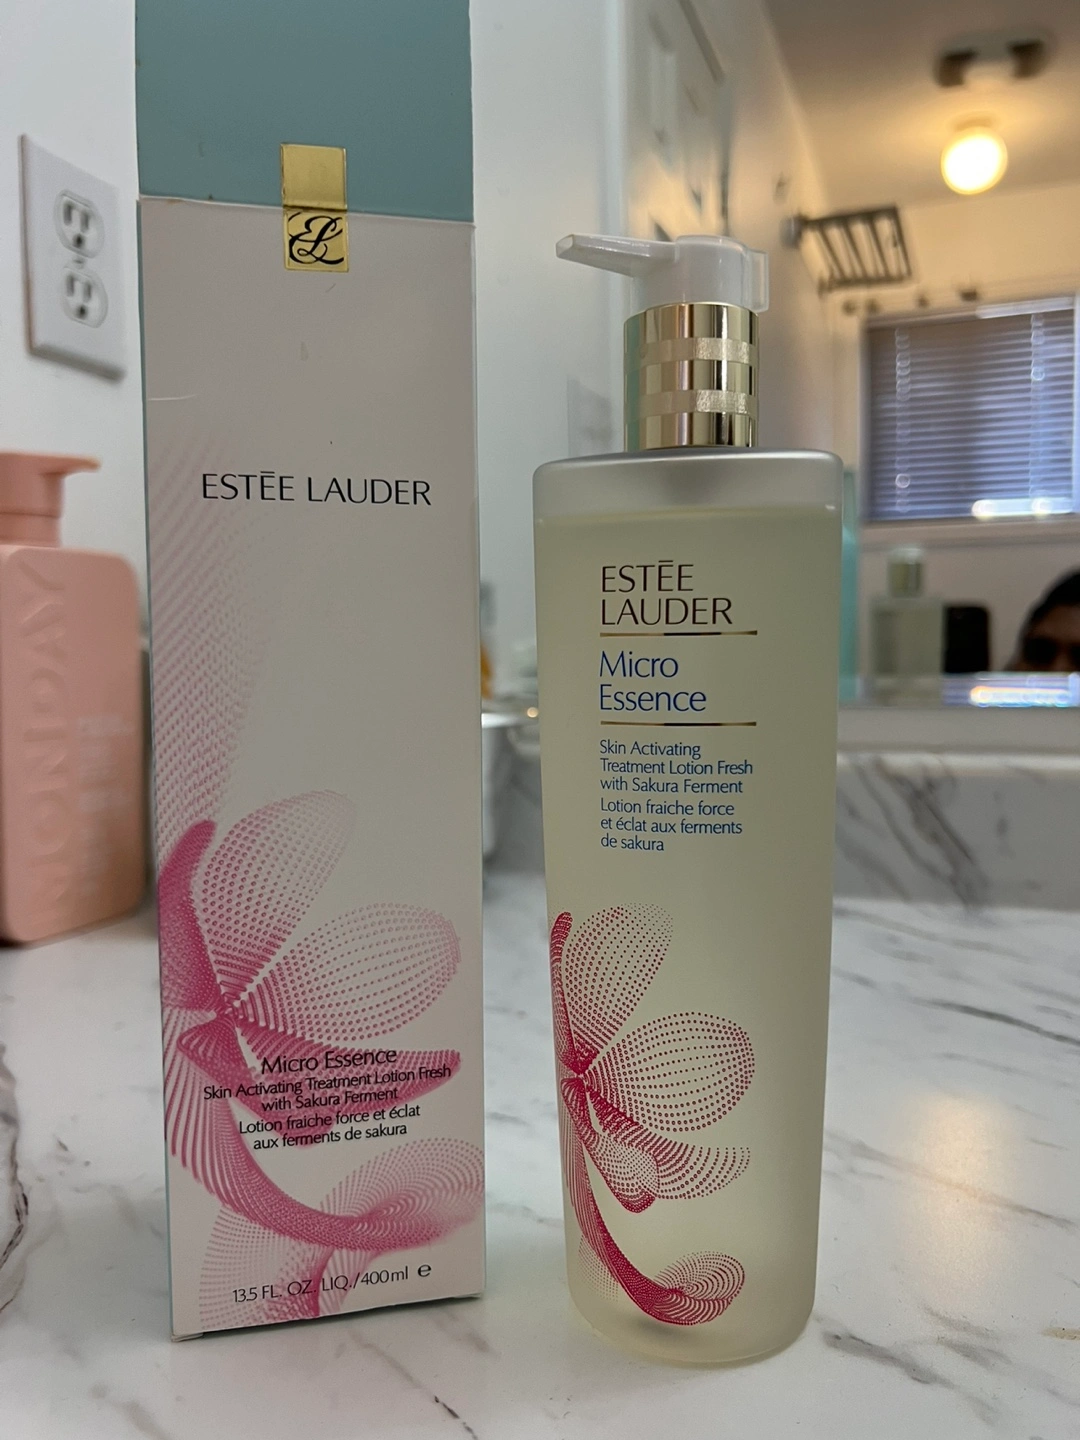 EL
ESTĒE LAUDER
Micro Essence
Skin Activating Treatment Lotion Fresh
with Sakura Ferment
Lotion fraiche force et éclat
aux ferments de sakura
13.5 FL. OZ. LIQ./400ml e
ESTĒE
LAUDER
Micro
Essence
Skin Activating
Treatment Lotion Fresh
with Sakura Ferment
Lotion fraiche force
et éclat aux ferments
de sakura
MONDAY